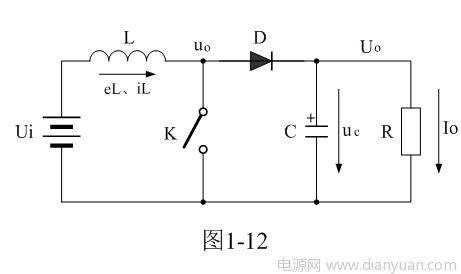 L
uo
D
Uo
eL、iL
Ui
K
+
C
uc
R
Io
图1-12
电源网 www.dianyuan.com